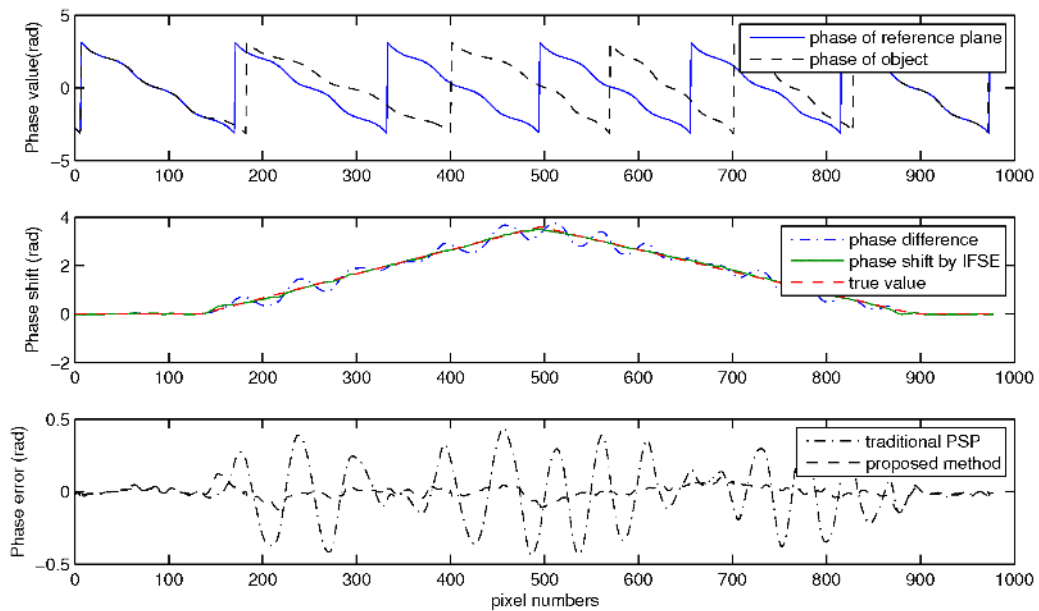 5
0
−5
Phase value(rad)
phase of reference plane
phase of object
0 100 200 300 400 500 600 700 800 900 1000
4
2
0
−2
Phase shift (rad)
phase difference
phase shift by IFSE
true value
0 100 200 300 400 500 600 700 800 900 1000
0.5
0
−0.5
Phase error (rad)
traditional PSP
proposed method
0 100 200 300 400 500 600 700 800 900 1000
pixel numbers